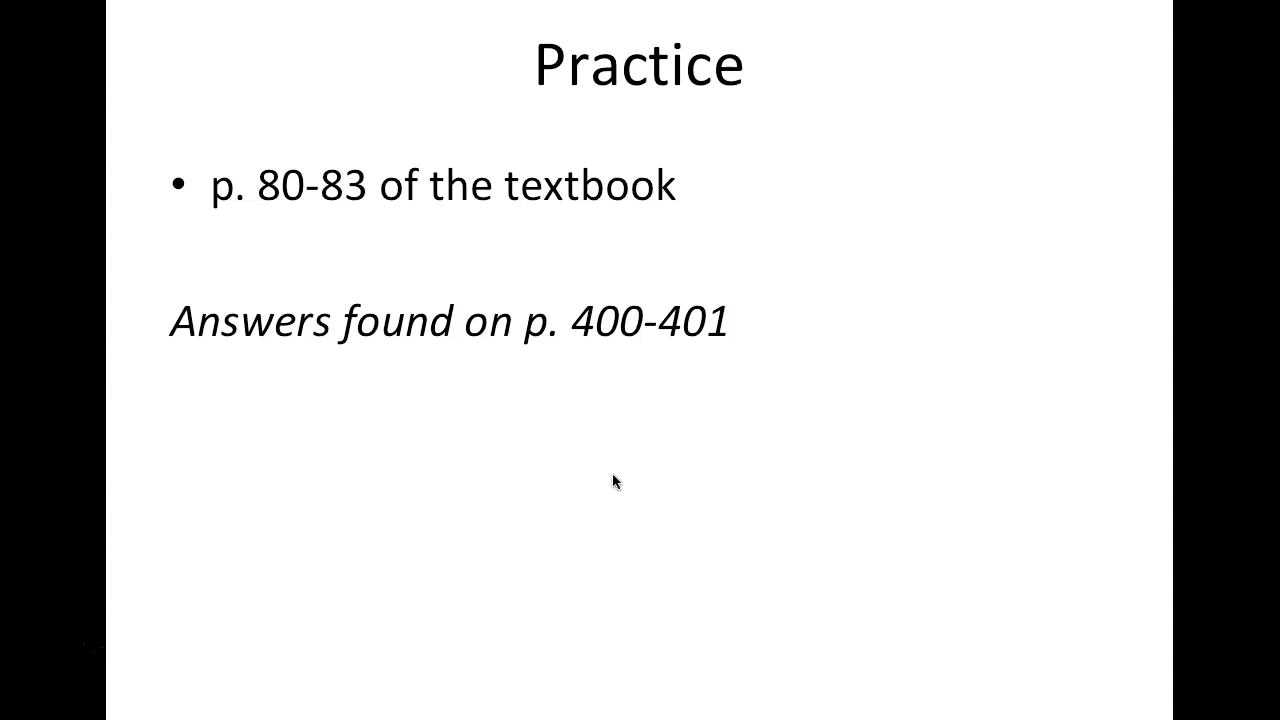 Practice
• p. 80-83 of the textbook
Answers found on p. 400-401